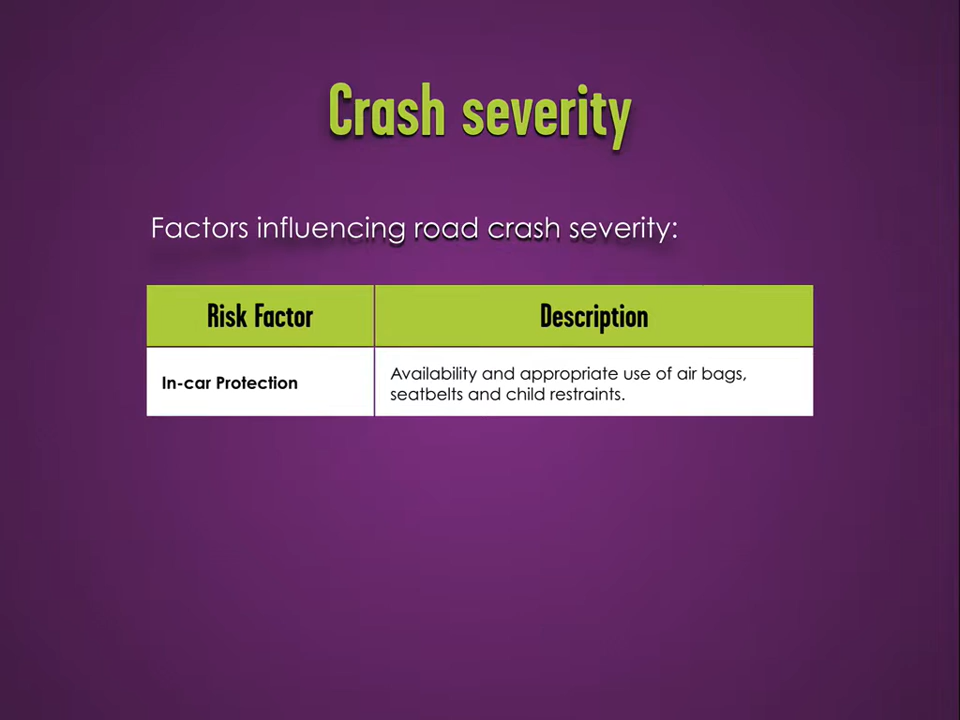 Crash severity
Factors influencing road crash severity:
Risk Factor
Description
In-car Protection
Availability and appropriate use of air bags,
seatbelts and child restraints.